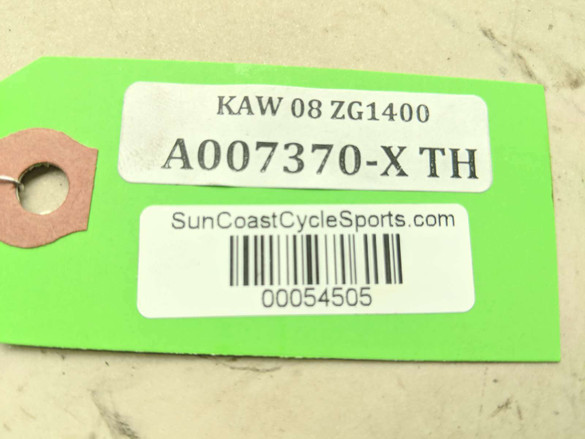 KAW 08 ZG1400
A007370-X TH
SunCoastCycleSports.com
00054505